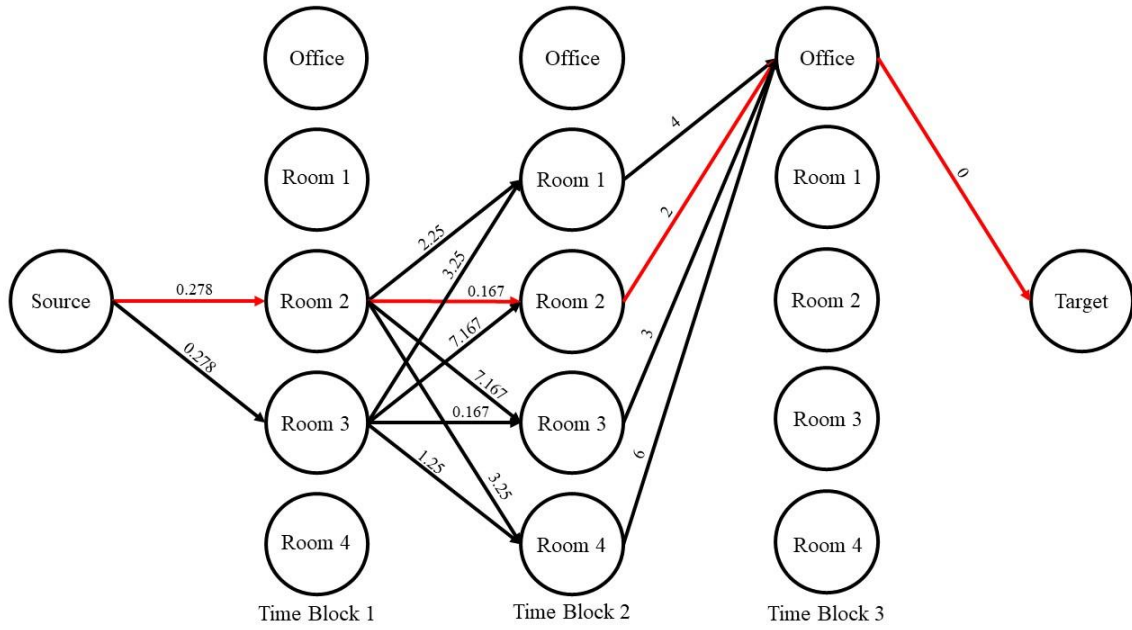 Office
Office
Office
4
Room 1
Room 1
Room 1
0
2.25
3.25
2
Source
0.278
Room 2
0.167
Room 2
Room 2
Target
7.167
3
0.278
7.167
Room 3
0.167
Room 3
Room 3
1.25
3.25
6
Room 4
Room 4
Room 4
Time Block 1
Time Block 2
Time Block 3